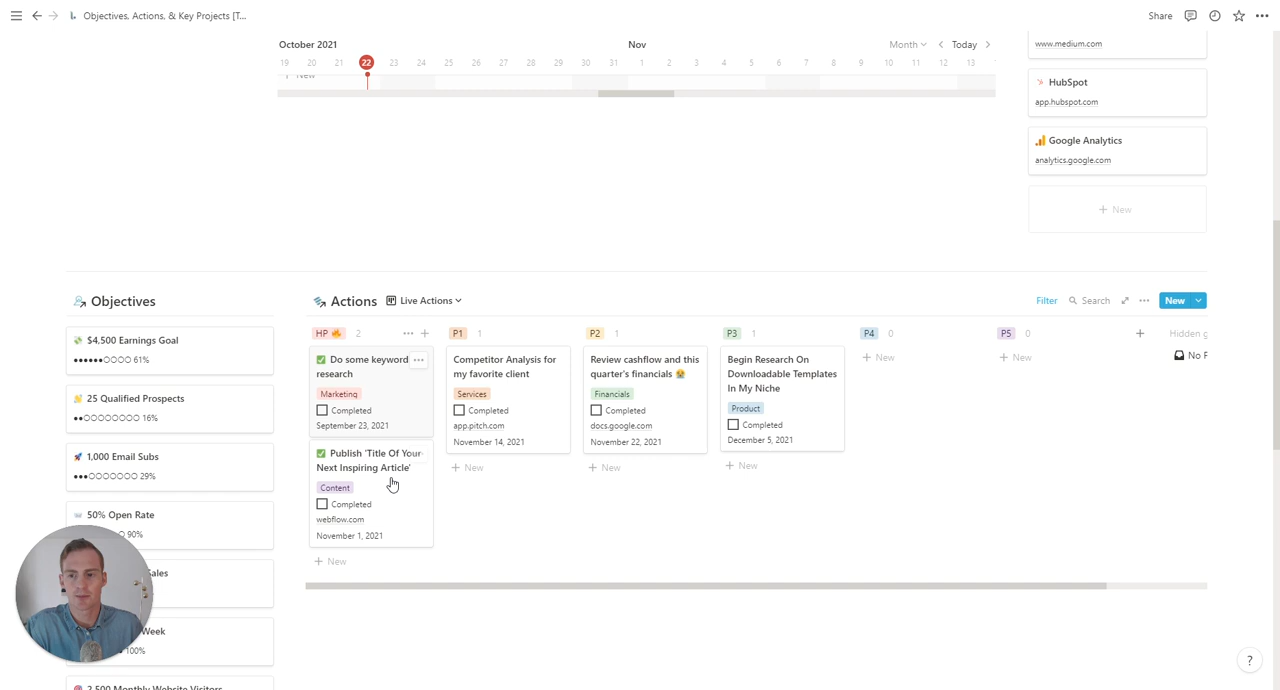 Objectives, Actions, & Key Projects [T...
Share
October 2021
Nov
Month
Today
19 20 21 22 23 24 25 26 27 28 29 30 31 1 2 3 4 5 6 7 8 9 10 11 12 13
New
www.medium.com
HubSpot
app.hubspot.com
Google Analytics
analytics.google.com
+ New
Objectives
$4,500 Earnings Goal
61%
25 Qualified Prospects
16%
1,000 Email Subs
29%
50% Open Rate
90%
Sales
Week
100%
2,500 Monthly Website Visitors
Actions
Live Actions
Filter
Search
New
HP 2
Do some keyword
research
Marketing
Completed
September 23, 2021
Publish 'Title Of Your
Next Inspiring Article'
Content
Completed
webflow.com
November 1, 2021
+ New
P1 1
Competitor Analysis for
my favorite client
Services
Completed
app.pitch.com
November 14, 2021
+ New
P2 1
Review cashflow and this
quarter's financials
Financials
Completed
docs.google.com
November 22, 2021
+ New
P3 1
Begin Research On
Downloadable Templates
In My Niche
Product
Completed
December 5, 2021
+ New
P4 0
+ New
P5 0
+ New
Hidden g
No P
?